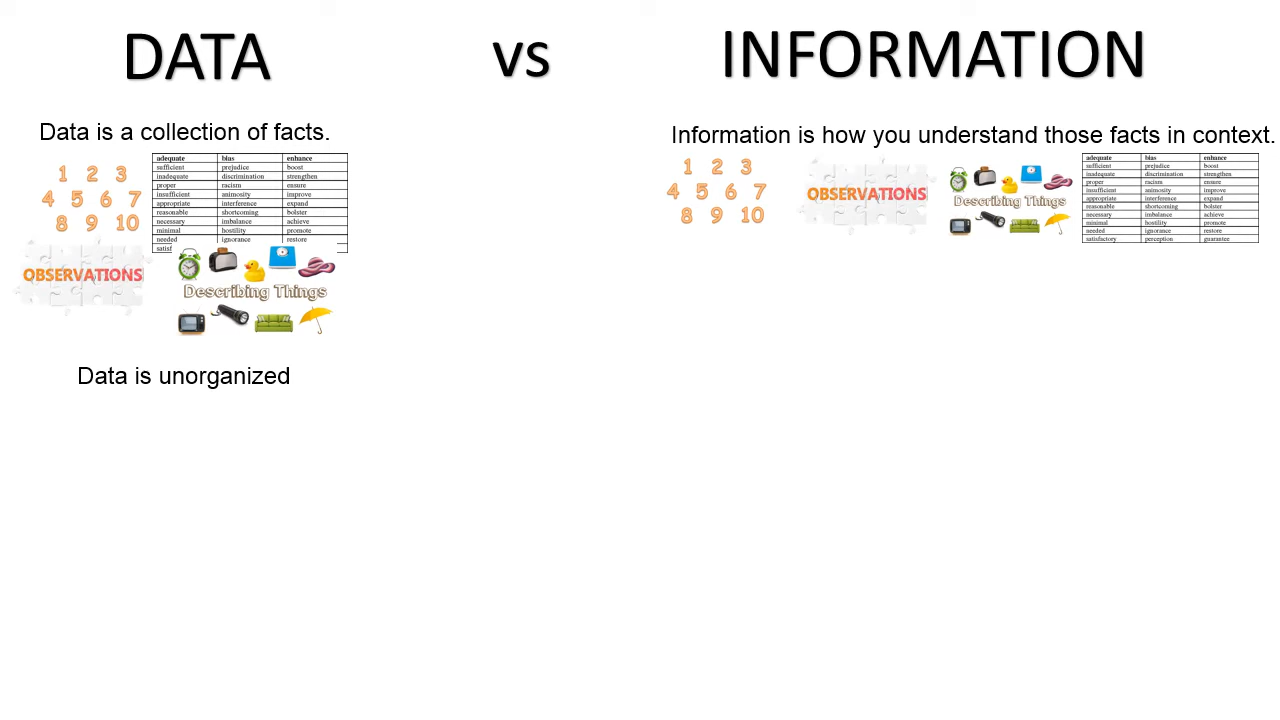 DATA vs INFORMATION
Data is a collection of facts.
1 2 3
4 5 6 7
8 9 10
adequate bias enhance
sufficient prejudice boost
inadequate discrimination strengthen
proper racism ensure
insufficient animosity improve
appropriate interference expand
reasonable shortcoming bolster
necessary imbalance achieve
minimal hostility promote
needed ignorance restore
satisf
OBSERVATIONS
Describing Things
Data is unorganized
Information is how you understand those facts in context.
1 2 3
4 5 6 7
8 9 10
OBSERVATIONS
Describing Things
adequate bias enhance
sufficient prejudice boost
inadequate discrimination strengthen
proper racism ensure
insufficient animosity improve
appropriate interference expand
reasonable shortcoming bolster
necessary imbalance achieve
minimal hostility promote
needed ignorance restore
satisfactory perception guarantee